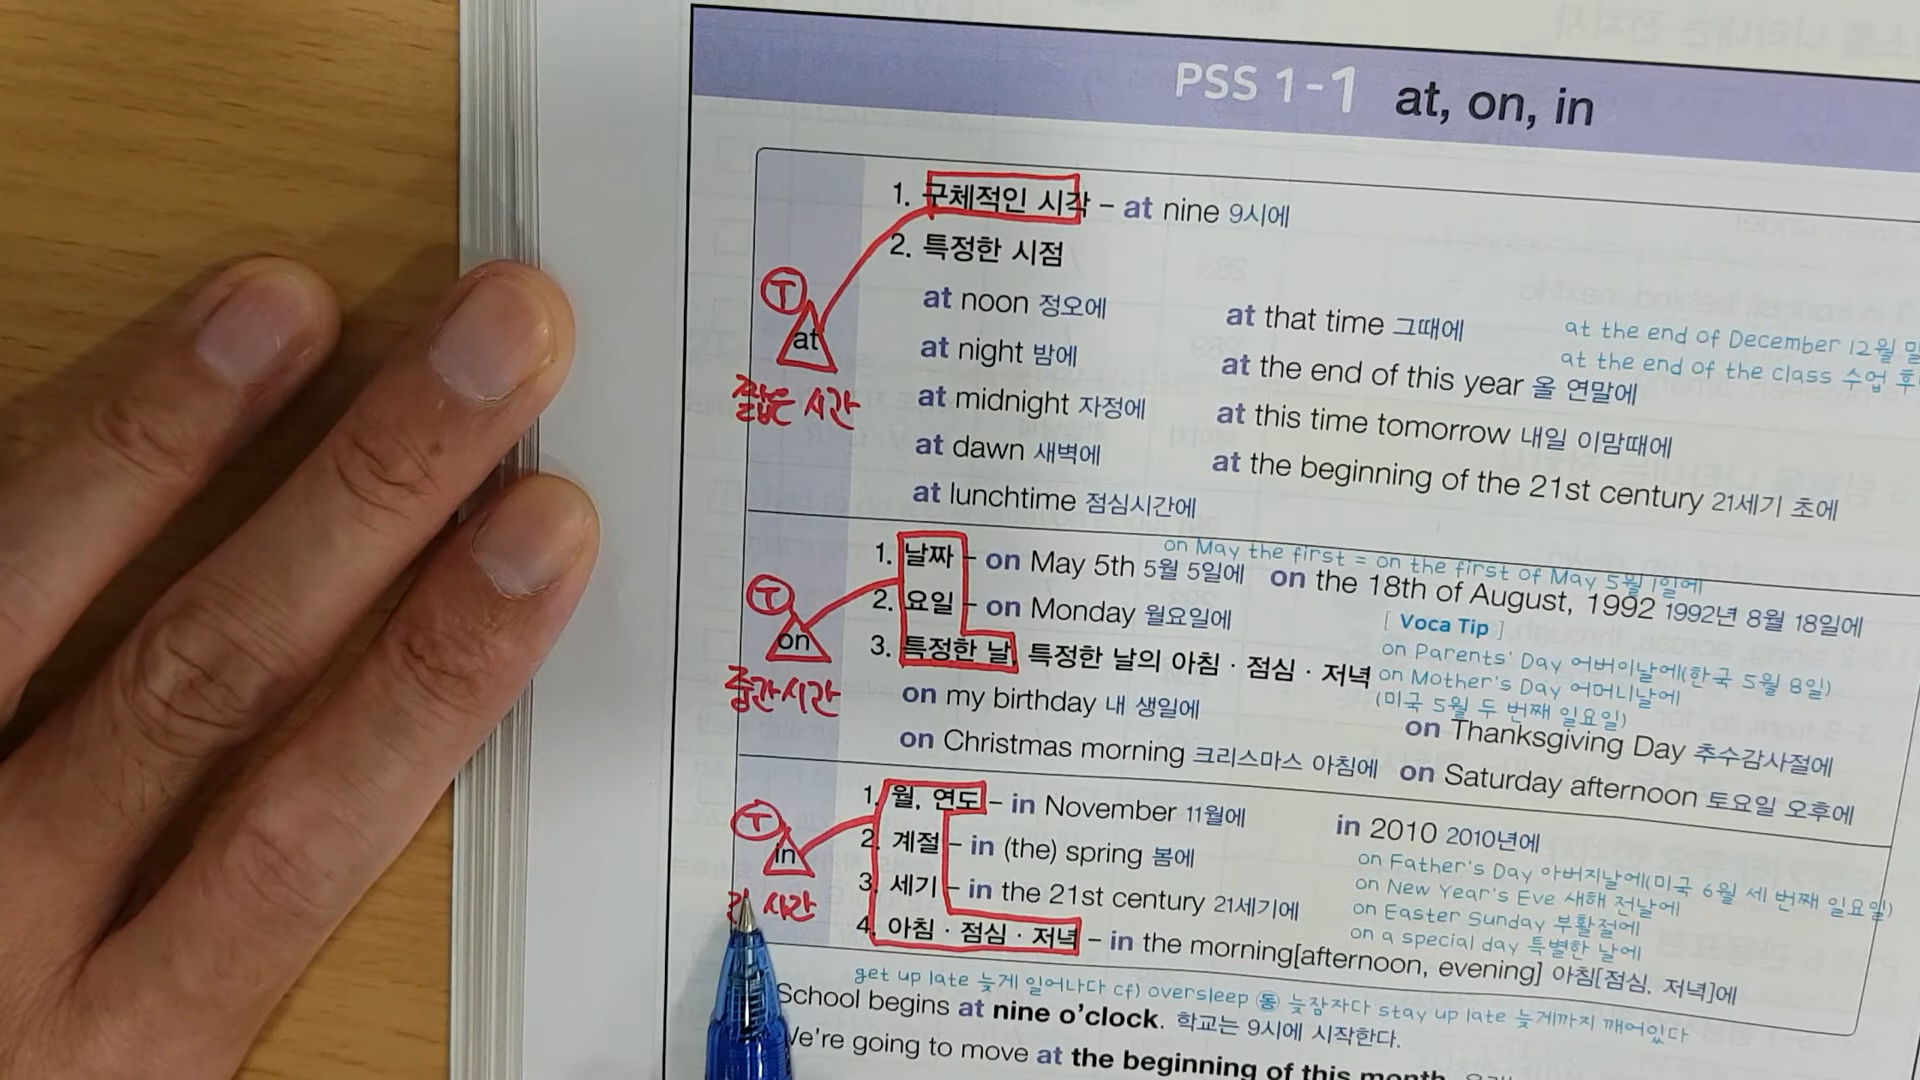 PSS 1-1 at, on, in
1. 구체적인 시각 – at nine 9시에
2. 특정한 시점
T
at
짧은 시간
at noon 정오에 at that time 그때에 at the end of December 12월 말
at night 밤에 at the end of this year 올 연말에 at the end of the class 수업 후
at midnight 자정에 at this time tomorrow 내일 이맘때에
at dawn 새벽에 at the beginning of the 21st century 21세기 초에
at lunchtime 점심시간에
on May the first = on the first of May 5월 1일에
1. 날짜 – on May 5th 5월 5일에 on the 18th of August, 1992 1992년 8월 18일에
2. 요일 – on Monday 월요일에
T
on
중간시간
3. 특정한 날, 특정한 날의 아침 · 점심 · 저녁
[ Voca Tip ]
on Parents' Day 어버이날에(한국 5월 8일)
on Mother's Day 어머니날에
(미국 5월 두 번째 일요일)
on my birthday 내 생일에 on Thanksgiving Day 추수감사절에
on Christmas morning 크리스마스 아침에 on Saturday afternoon 토요일 오후에
1. 월, 연도 – in November 11월에 in 2010 2010년에
2. 계절 – in (the) spring 봄에
3. 세기 – in the 21st century 21세기에
4. 아침 · 점심 · 저녁 – in the morning[afternoon, evening] 아침[점심, 저녁]에
T
in
시간
on Father's Day 아버지날에(미국 6월 세 번째 일요일)
on New Year's Eve 새해 전날에
on Easter Sunday 부활절에
on a special day 특별한 날에
get up late 늦게 일어나다 cf) oversleep 동 늦잠자다 stay up late 늦게까지 깨어있다
School begins at nine o'clock. 학교는 9시에 시작한다.
We're going to move at the beginning of this month.